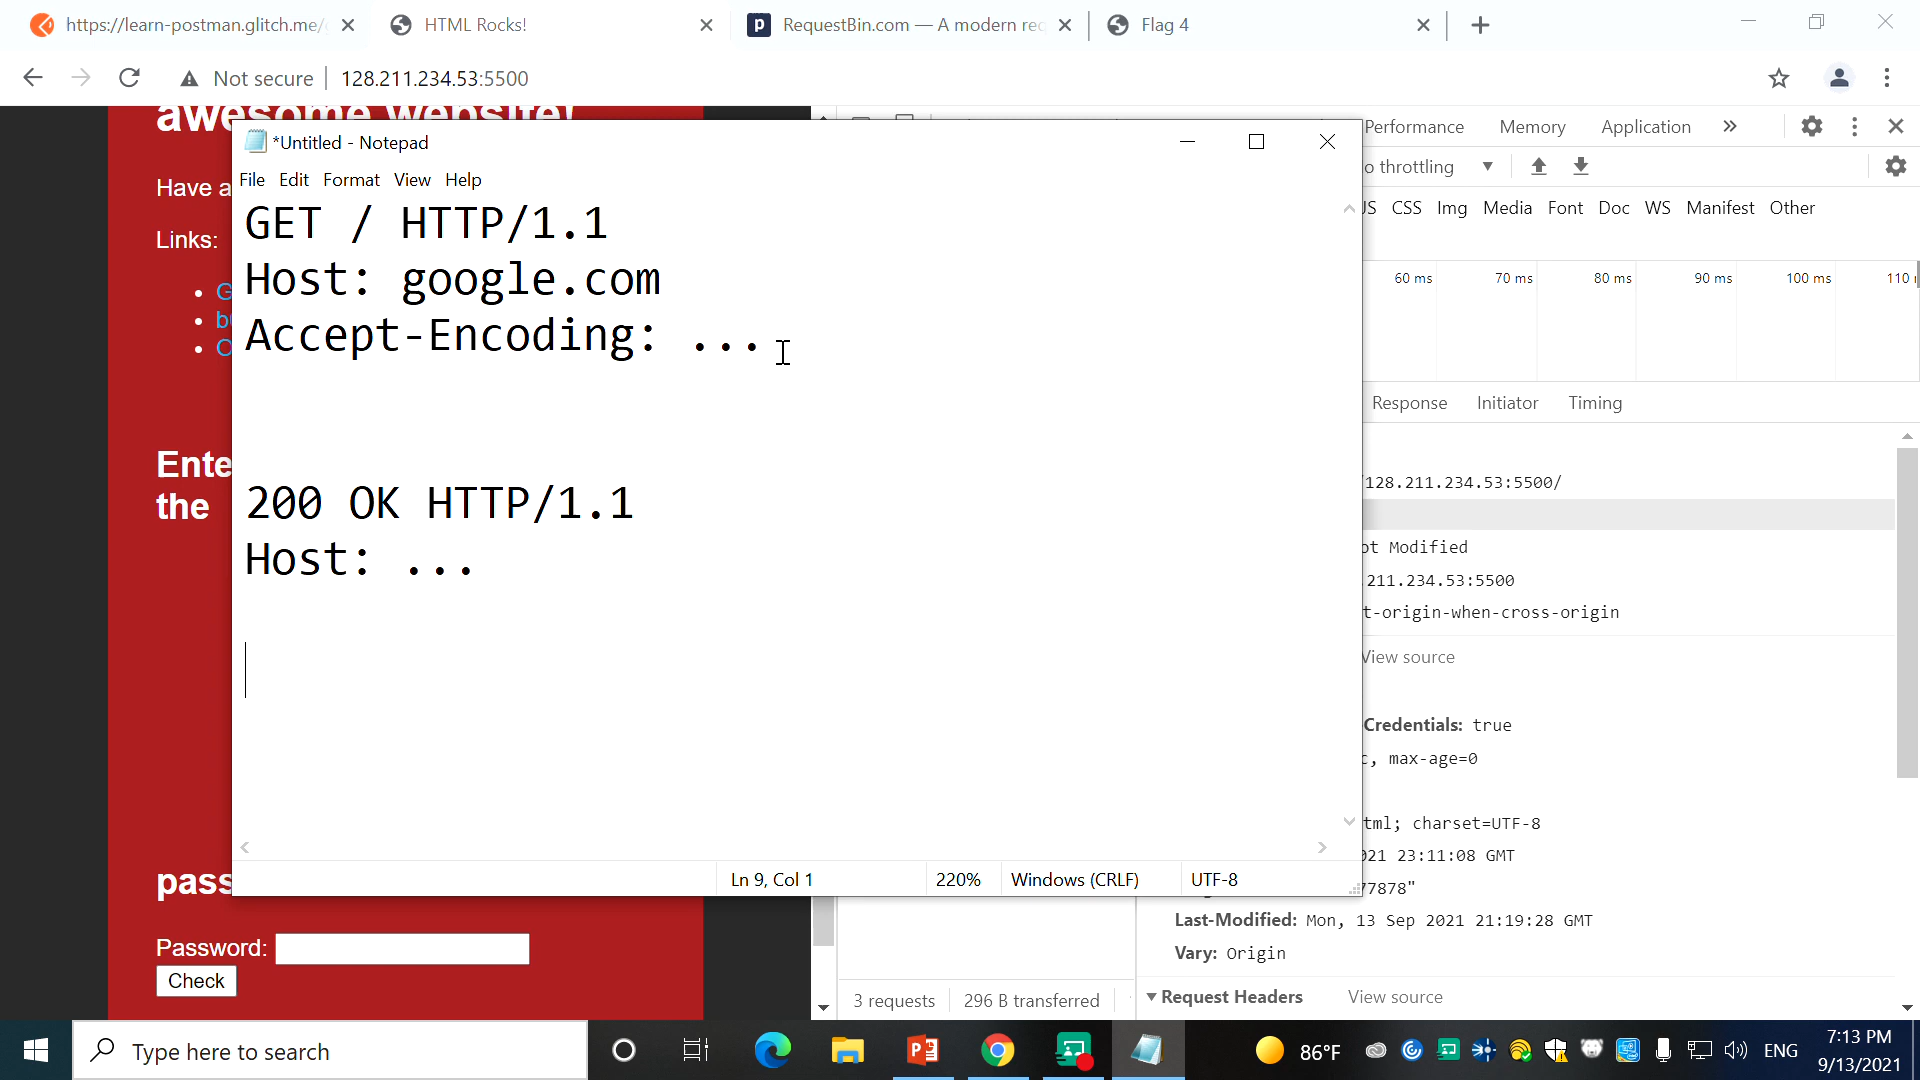 https://learn-postman.glitch.me/
HTML Rocks!
RequestBin.com — A modern rec
Flag 4
Not secure
128.211.234.53:5500
awesome website!
*Untitled - Notepad
Performance
Memory
Application
File Edit Format View Help
throttling
Have a
Links:
GET / HTTP/1.1
Host: google.com
Accept-Encoding: ...
200 OK HTTP/1.1
Host: ...
JS CSS Img Media Font Doc WS Manifest Other
60 ms 70 ms 80 ms 90 ms 100 ms 110
Response Initiator Timing
Ente
the
/128.211.234.53:5500/
ot Modified
.211.234.53:5500
t-origin-when-cross-origin
View source
Credentials: true
c, max-age=0
tml; charset=UTF-8
021 23:11:08 GMT
77878"
Last-Modified: Mon, 13 Sep 2021 21:19:28 GMT
Vary: Origin
Request Headers View source
Ln 9, Col 1 220% Windows (CRLF) UTF-8
pass
Password:
Check
3 requests 296 B transferred
Type here to search
86°F
ENG
7:13 PM
9/13/2021